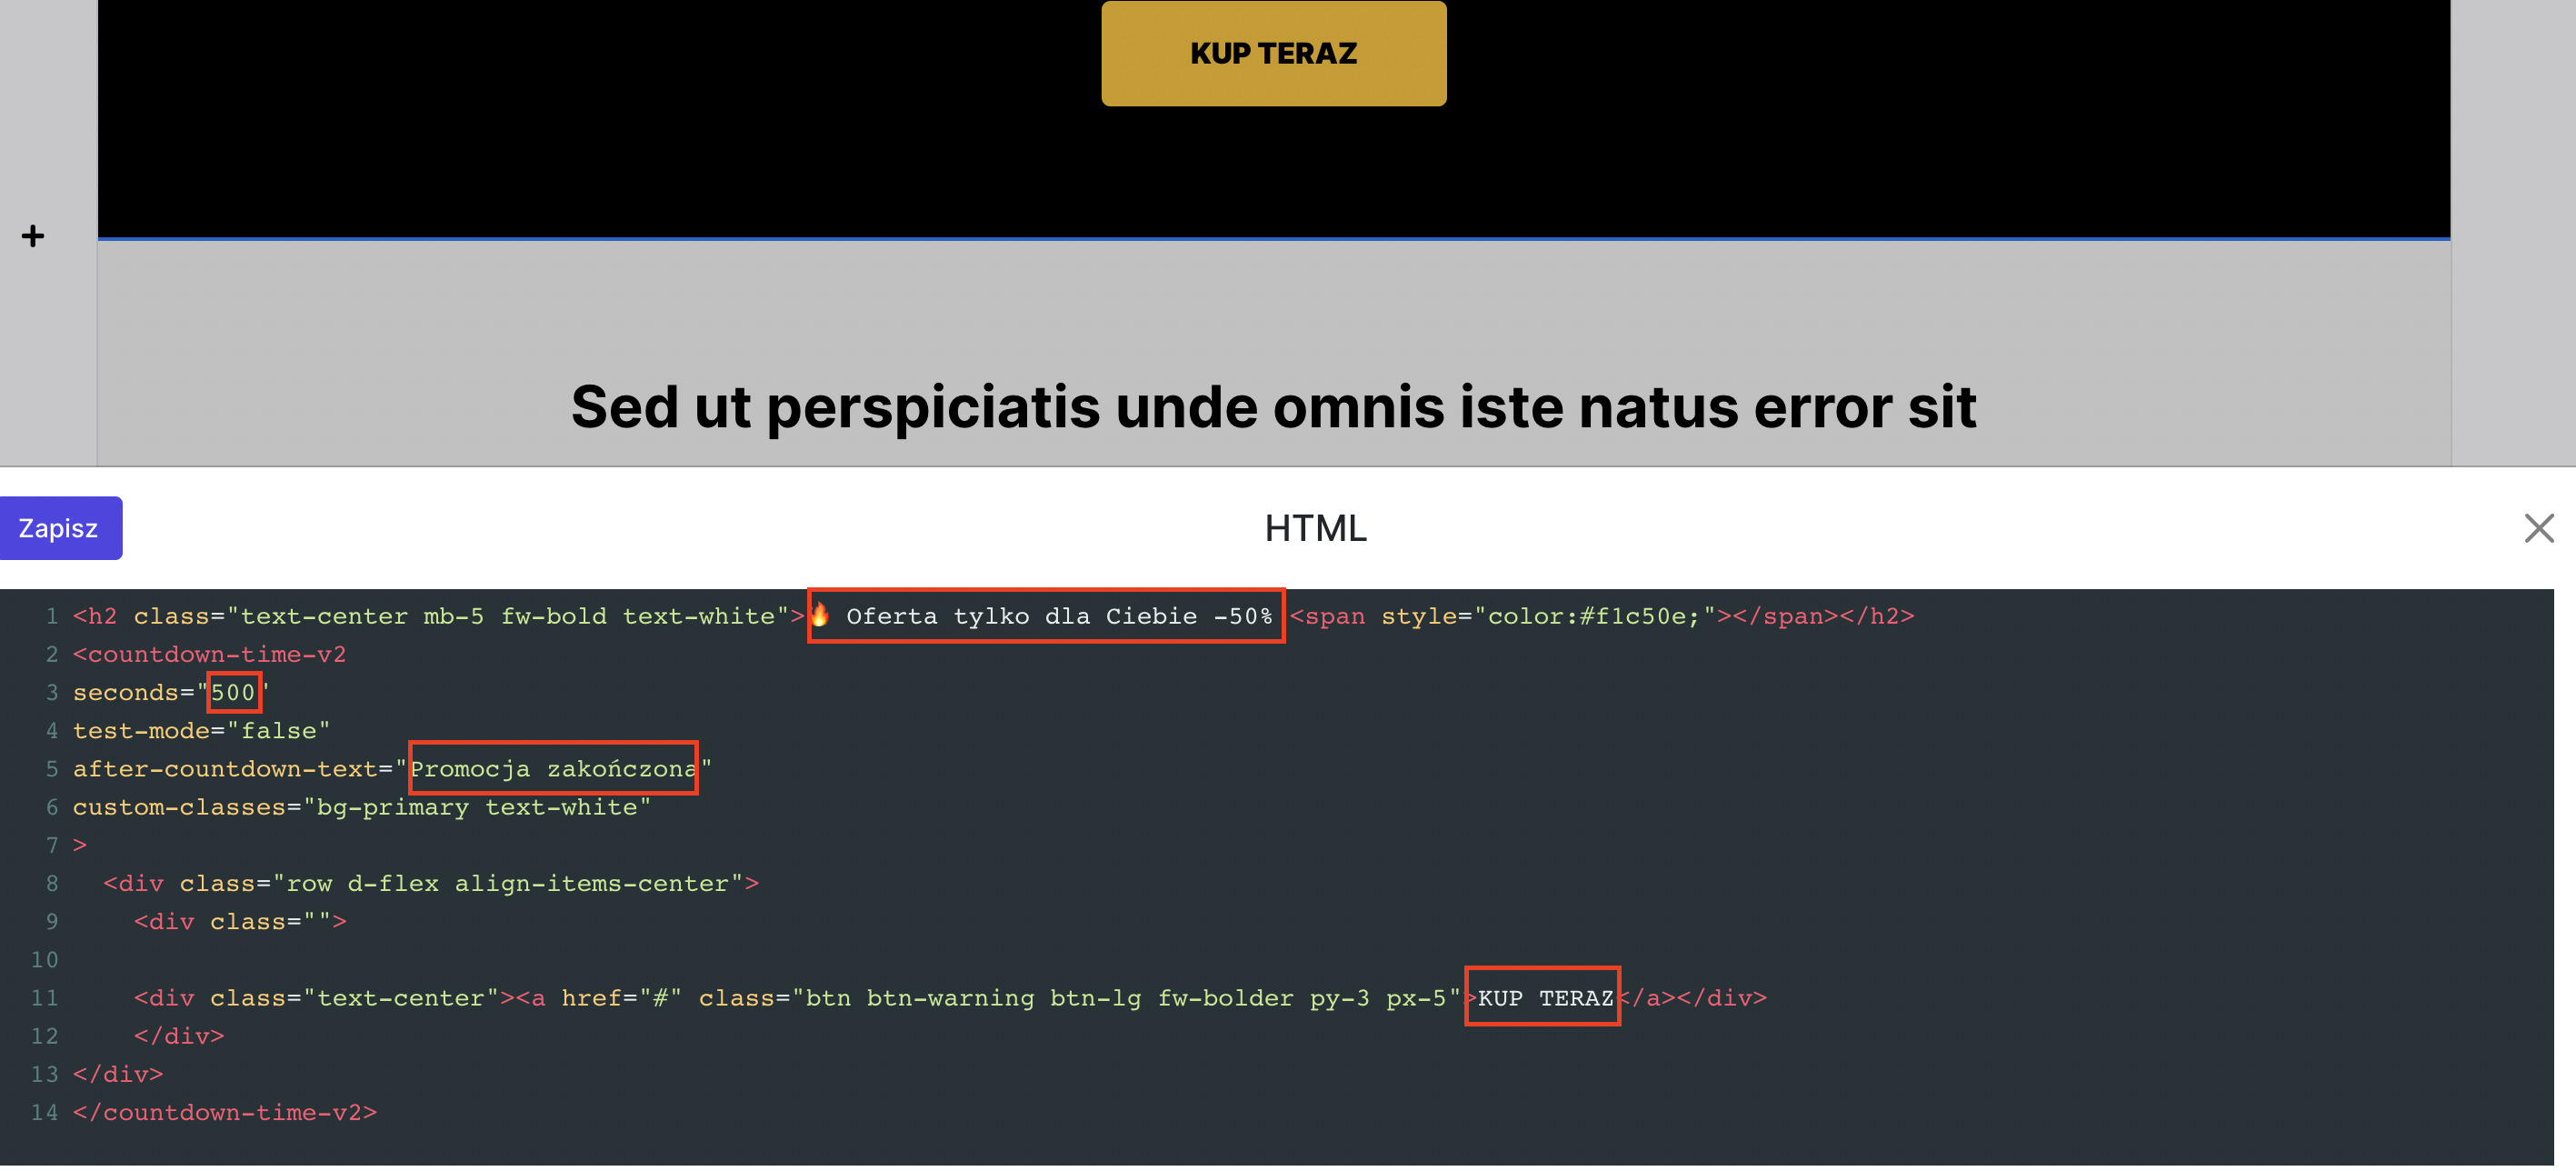 KUP TERAZ
Sed ut perspiciatis unde omnis iste natus error sit
Zapisz
HTML
1 <h2 class="text-center mb-5 fw-bold text-white">🔥 Oferta tylko dla Ciebie -50% <span style="color:#f1c50e;"></span></h2>
2 <countdown-time-v2
3 seconds="500"
4 test-mode="false"
5 after-countdown-text="Promocja zakończona"
6 custom-classes="bg-primary text-white"
7 >
8   <div class="row d-flex align-items-center">
9     <div class="">
10
11     <div class="text-center"><a href="#" class="btn btn-warning btn-lg fw-bolder py-3 px-5">KUP TERAZ</a></div>
12     </div>
13 </div>
14 </countdown-time-v2>